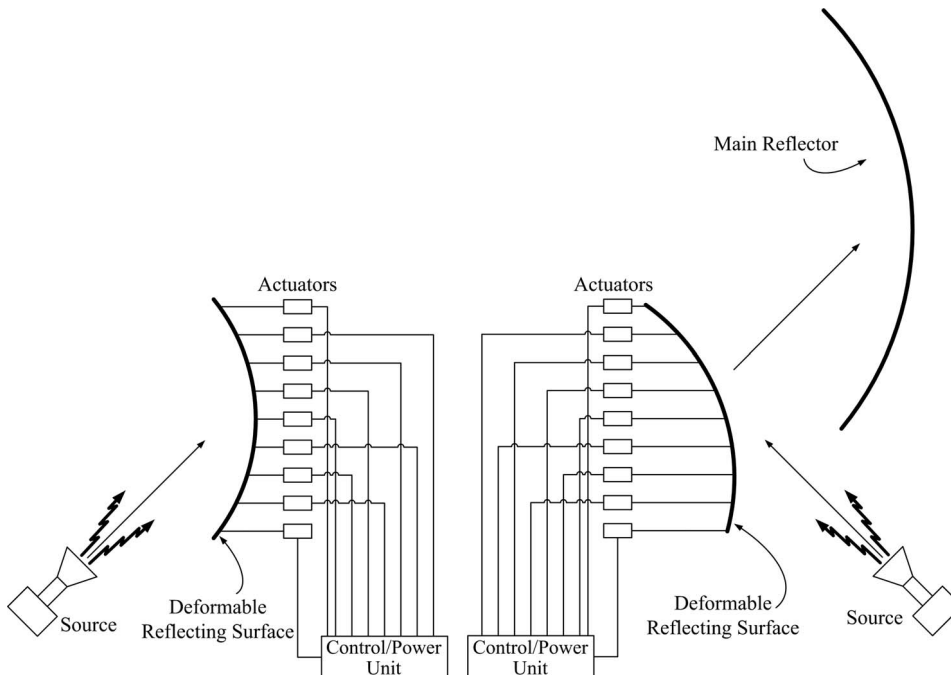 Main Reflector
Actuators
Actuators
Deformable
Reflecting Surface
Source
Control/Power
Unit
Control/Power
Unit
Deformable
Reflecting Surface
Source